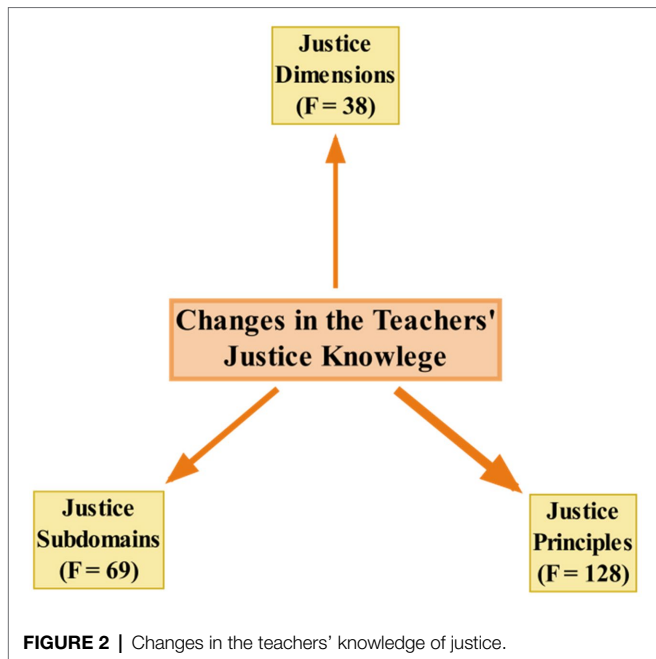 Justice
Dimensions
(F = 38)
Changes in the Teachers'
Justice Knowlege
Justice
Subdomains
(F = 69)
Justice
Principles
(F = 128)
FIGURE 2 | Changes in the teachers’ knowledge of justice.